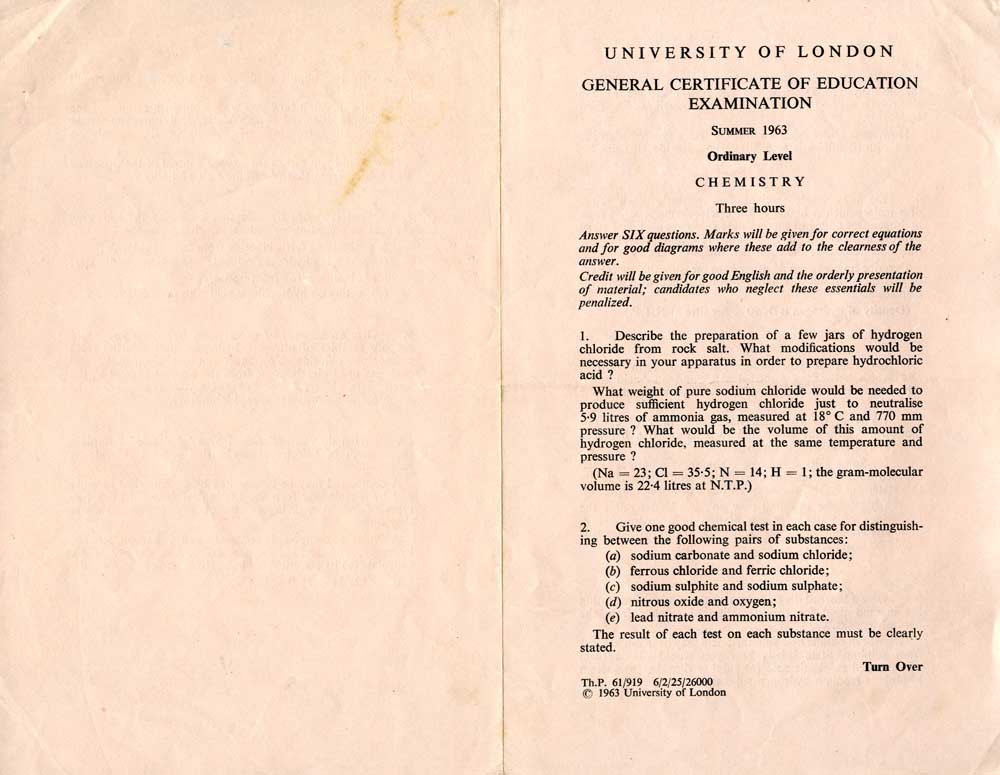 UNIVERSITY OF LONDON
GENERAL CERTIFICATE OF EDUCATION
EXAMINATION
SUMMER 1963
Ordinary Level
CHEMISTRY
Three hours
Answer SIX questions. Marks will be given for correct equations
and for good diagrams where these add to the clearness of the
answer.
Credit will be given for good English and the orderly presentation
of material; candidates who neglect these essentials will be
penalized.
1. Describe the preparation of a few jars of hydrogen
chloride from rock salt. What modifications would be
necessary in your apparatus in order to prepare hydrochloric
acid ?
What weight of pure sodium chloride would be needed to
produce sufficient hydrogen chloride just to neutralise
5·9 litres of ammonia gas, measured at 18° C and 770 mm
pressure ? What would be the volume of this amount of
hydrogen chloride, measured at the same temperature and
pressure ?
(Na = 23; Cl = 35·5; N = 14; H = 1; the gram-molecular
volume is 22·4 litres at N.T.P.)
2. Give one good chemical test in each case for distinguish-
ing between the following pairs of substances:
(a) sodium carbonate and sodium chloride;
(b) ferrous chloride and ferric chloride;
(c) sodium sulphite and sodium sulphate;
(d) nitrous oxide and oxygen;
(e) lead nitrate and ammonium nitrate.
The result of each test on each substance must be clearly
stated.
Turn Over
Th.P. 61/919 6/2/25/26000
© 1963 University of London